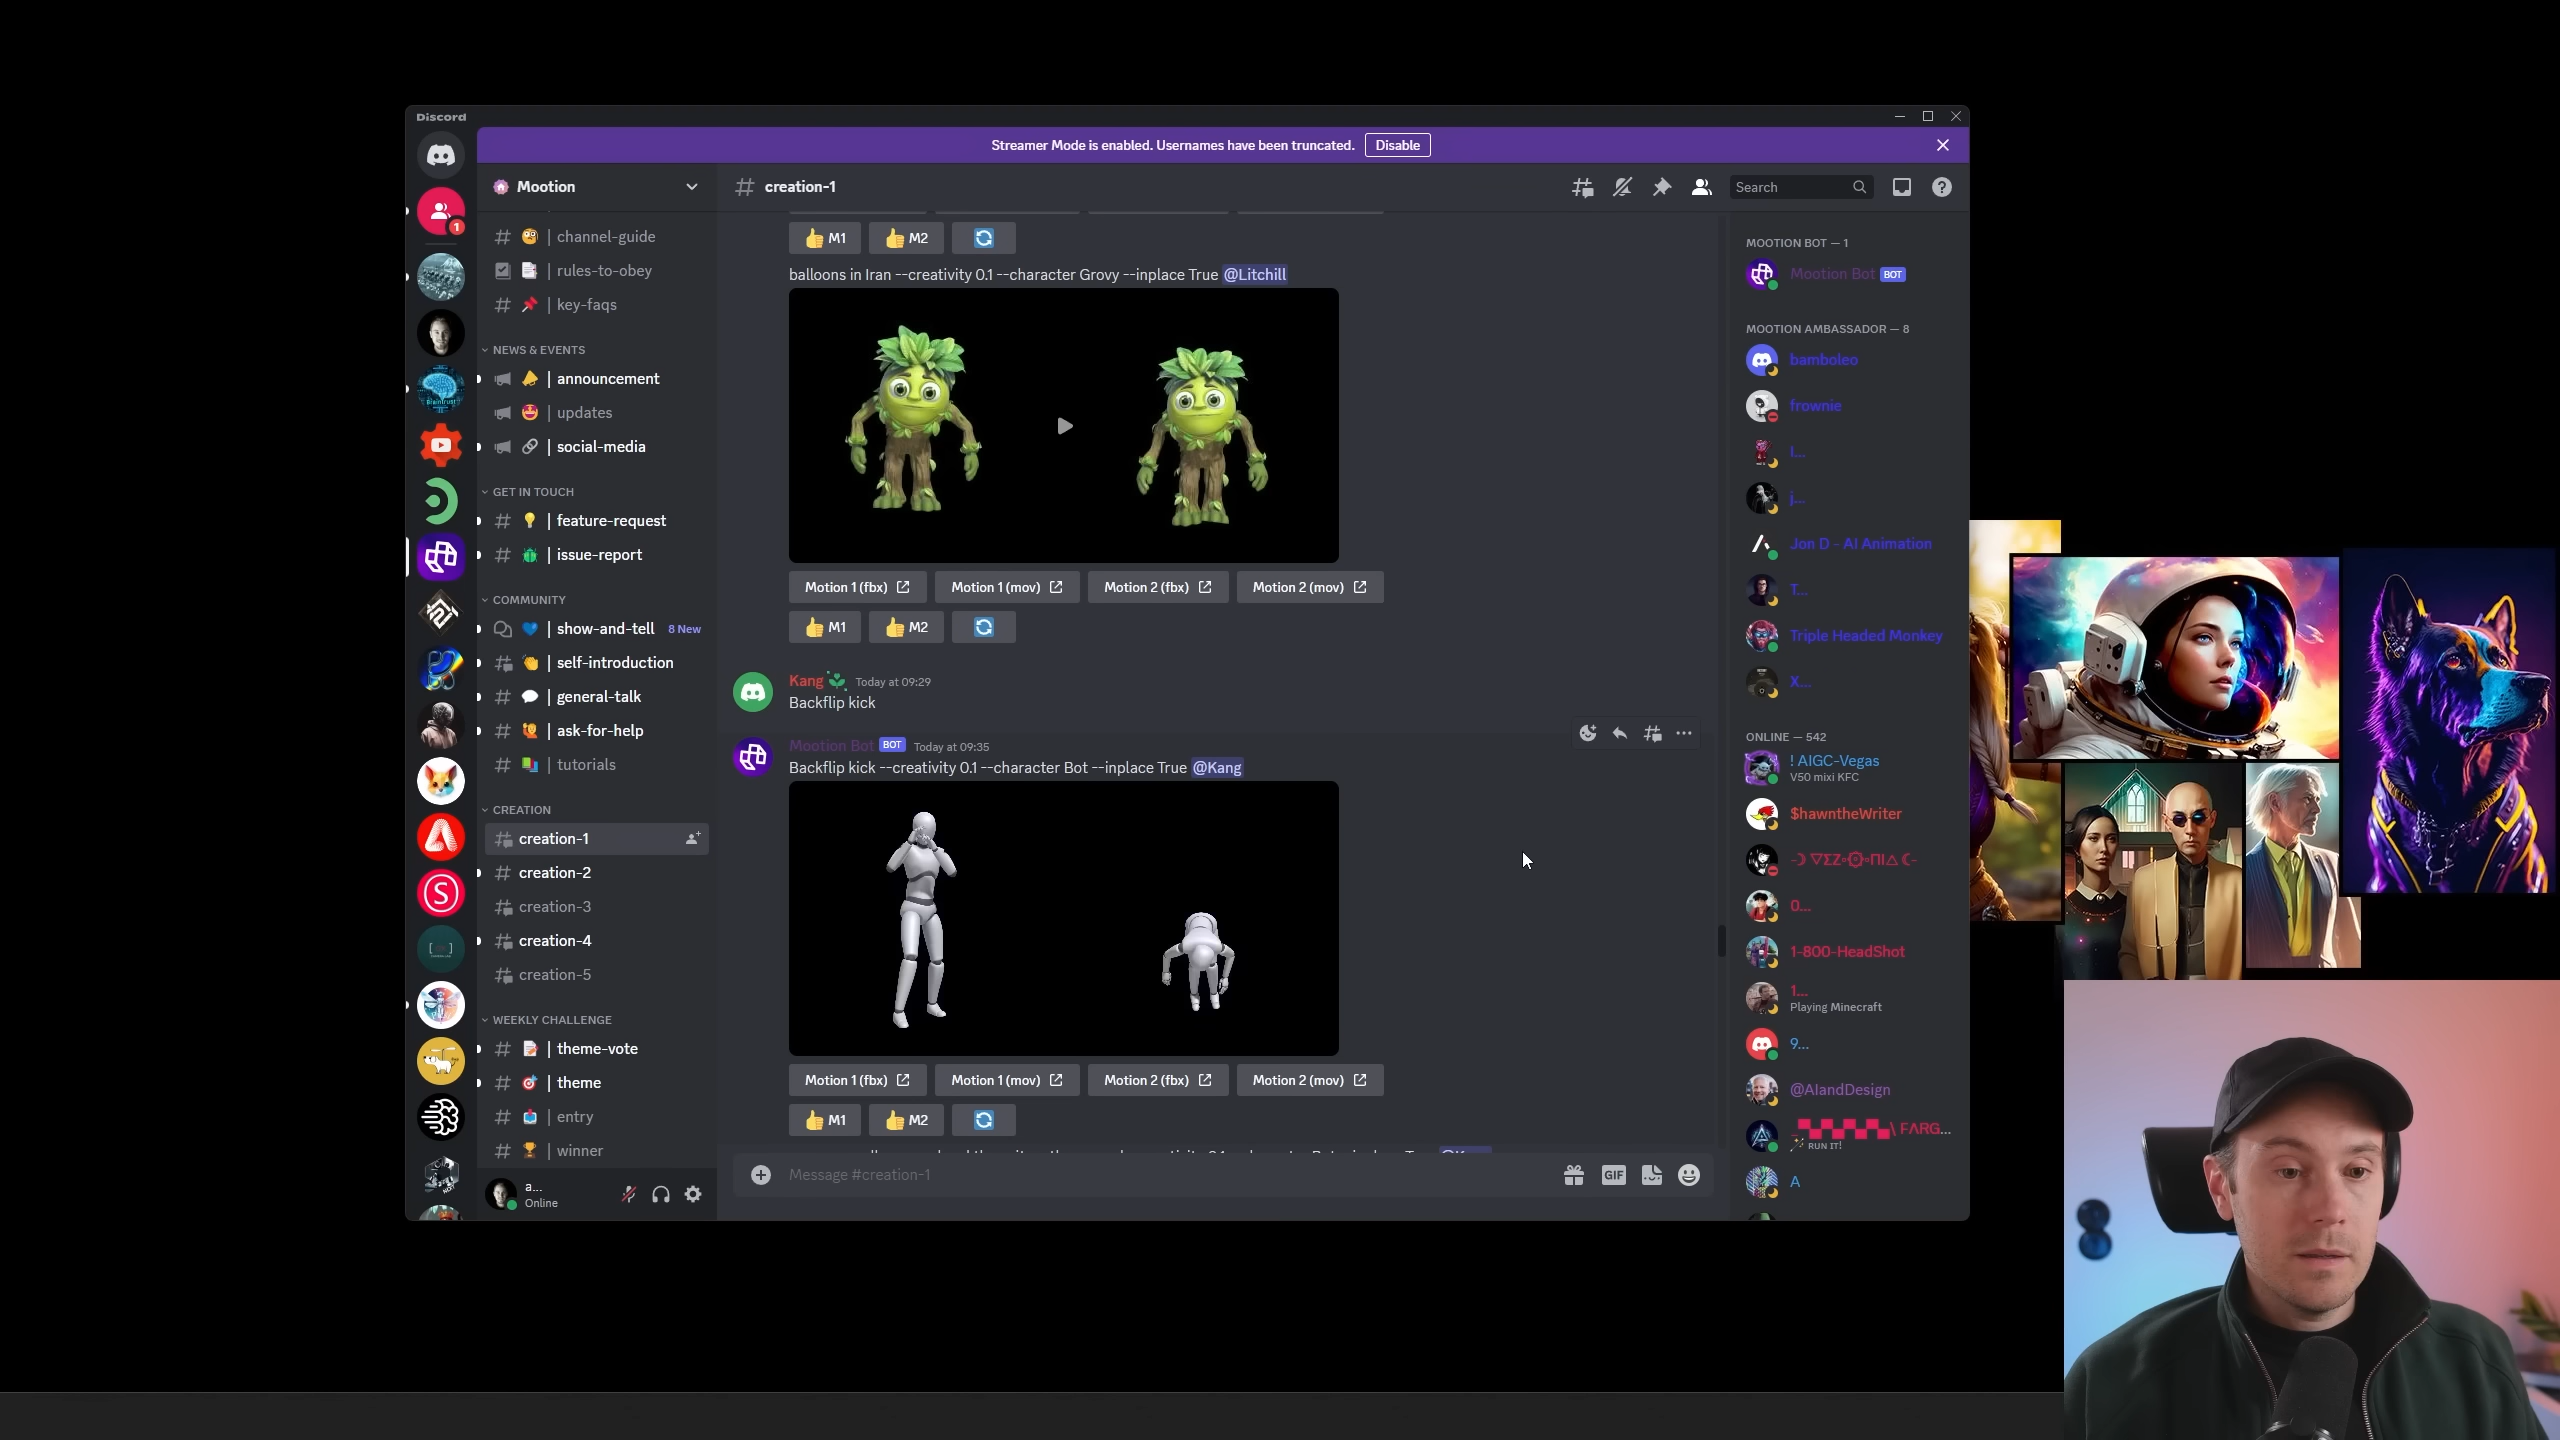 Discord
Streamer Mode is enabled. Usernames have been truncated. Disable
Mootion
channel-guide
rules-to-obey
key-faqs
NEWS & EVENTS
announcement
updates
social-media
GET IN TOUCH
feature-request
issue-report
COMMUNITY
show-and-tell 8 New
self-introduction
general-talk
ask-for-help
tutorials
CREATION
creation-1
creation-2
creation-3
creation-4
creation-5
WEEKLY CHALLENGE
theme-vote
theme
entry
winner
a...
Online
1
creation-1
Search
M1 M2
balloons in Iran --creativity 0.1 --character Grovy --inplace True @Litchill
Motion 1 (fbx) Motion 1 (mov) Motion 2 (fbx) Motion 2 (mov)
M1 M2
Kang Today at 09:29
Backflip kick
Mootion Bot BOT Today at 09:35
Backflip kick --creativity 0.1 --character Bot --inplace True @Kang
Motion 1 (fbx) Motion 1 (mov) Motion 2 (fbx) Motion 2 (mov)
M1 M2
Message #creation-1
GIF
MOOTION BOT — 1
Mootion Bot BOT
MOOTION AMBASSADOR — 8
bamboleo
frownie
I...
j...
Jon D - AI Animation
T...
Triple Headed Monkey
X...
ONLINE — 542
! AIGC-Vegas
V50 mixi KFC
$hawntheWriter
0...
1-800-HeadShot
1...
Playing Minecraft
9...
@AIandDesign
FARG...
RUN IT!
A